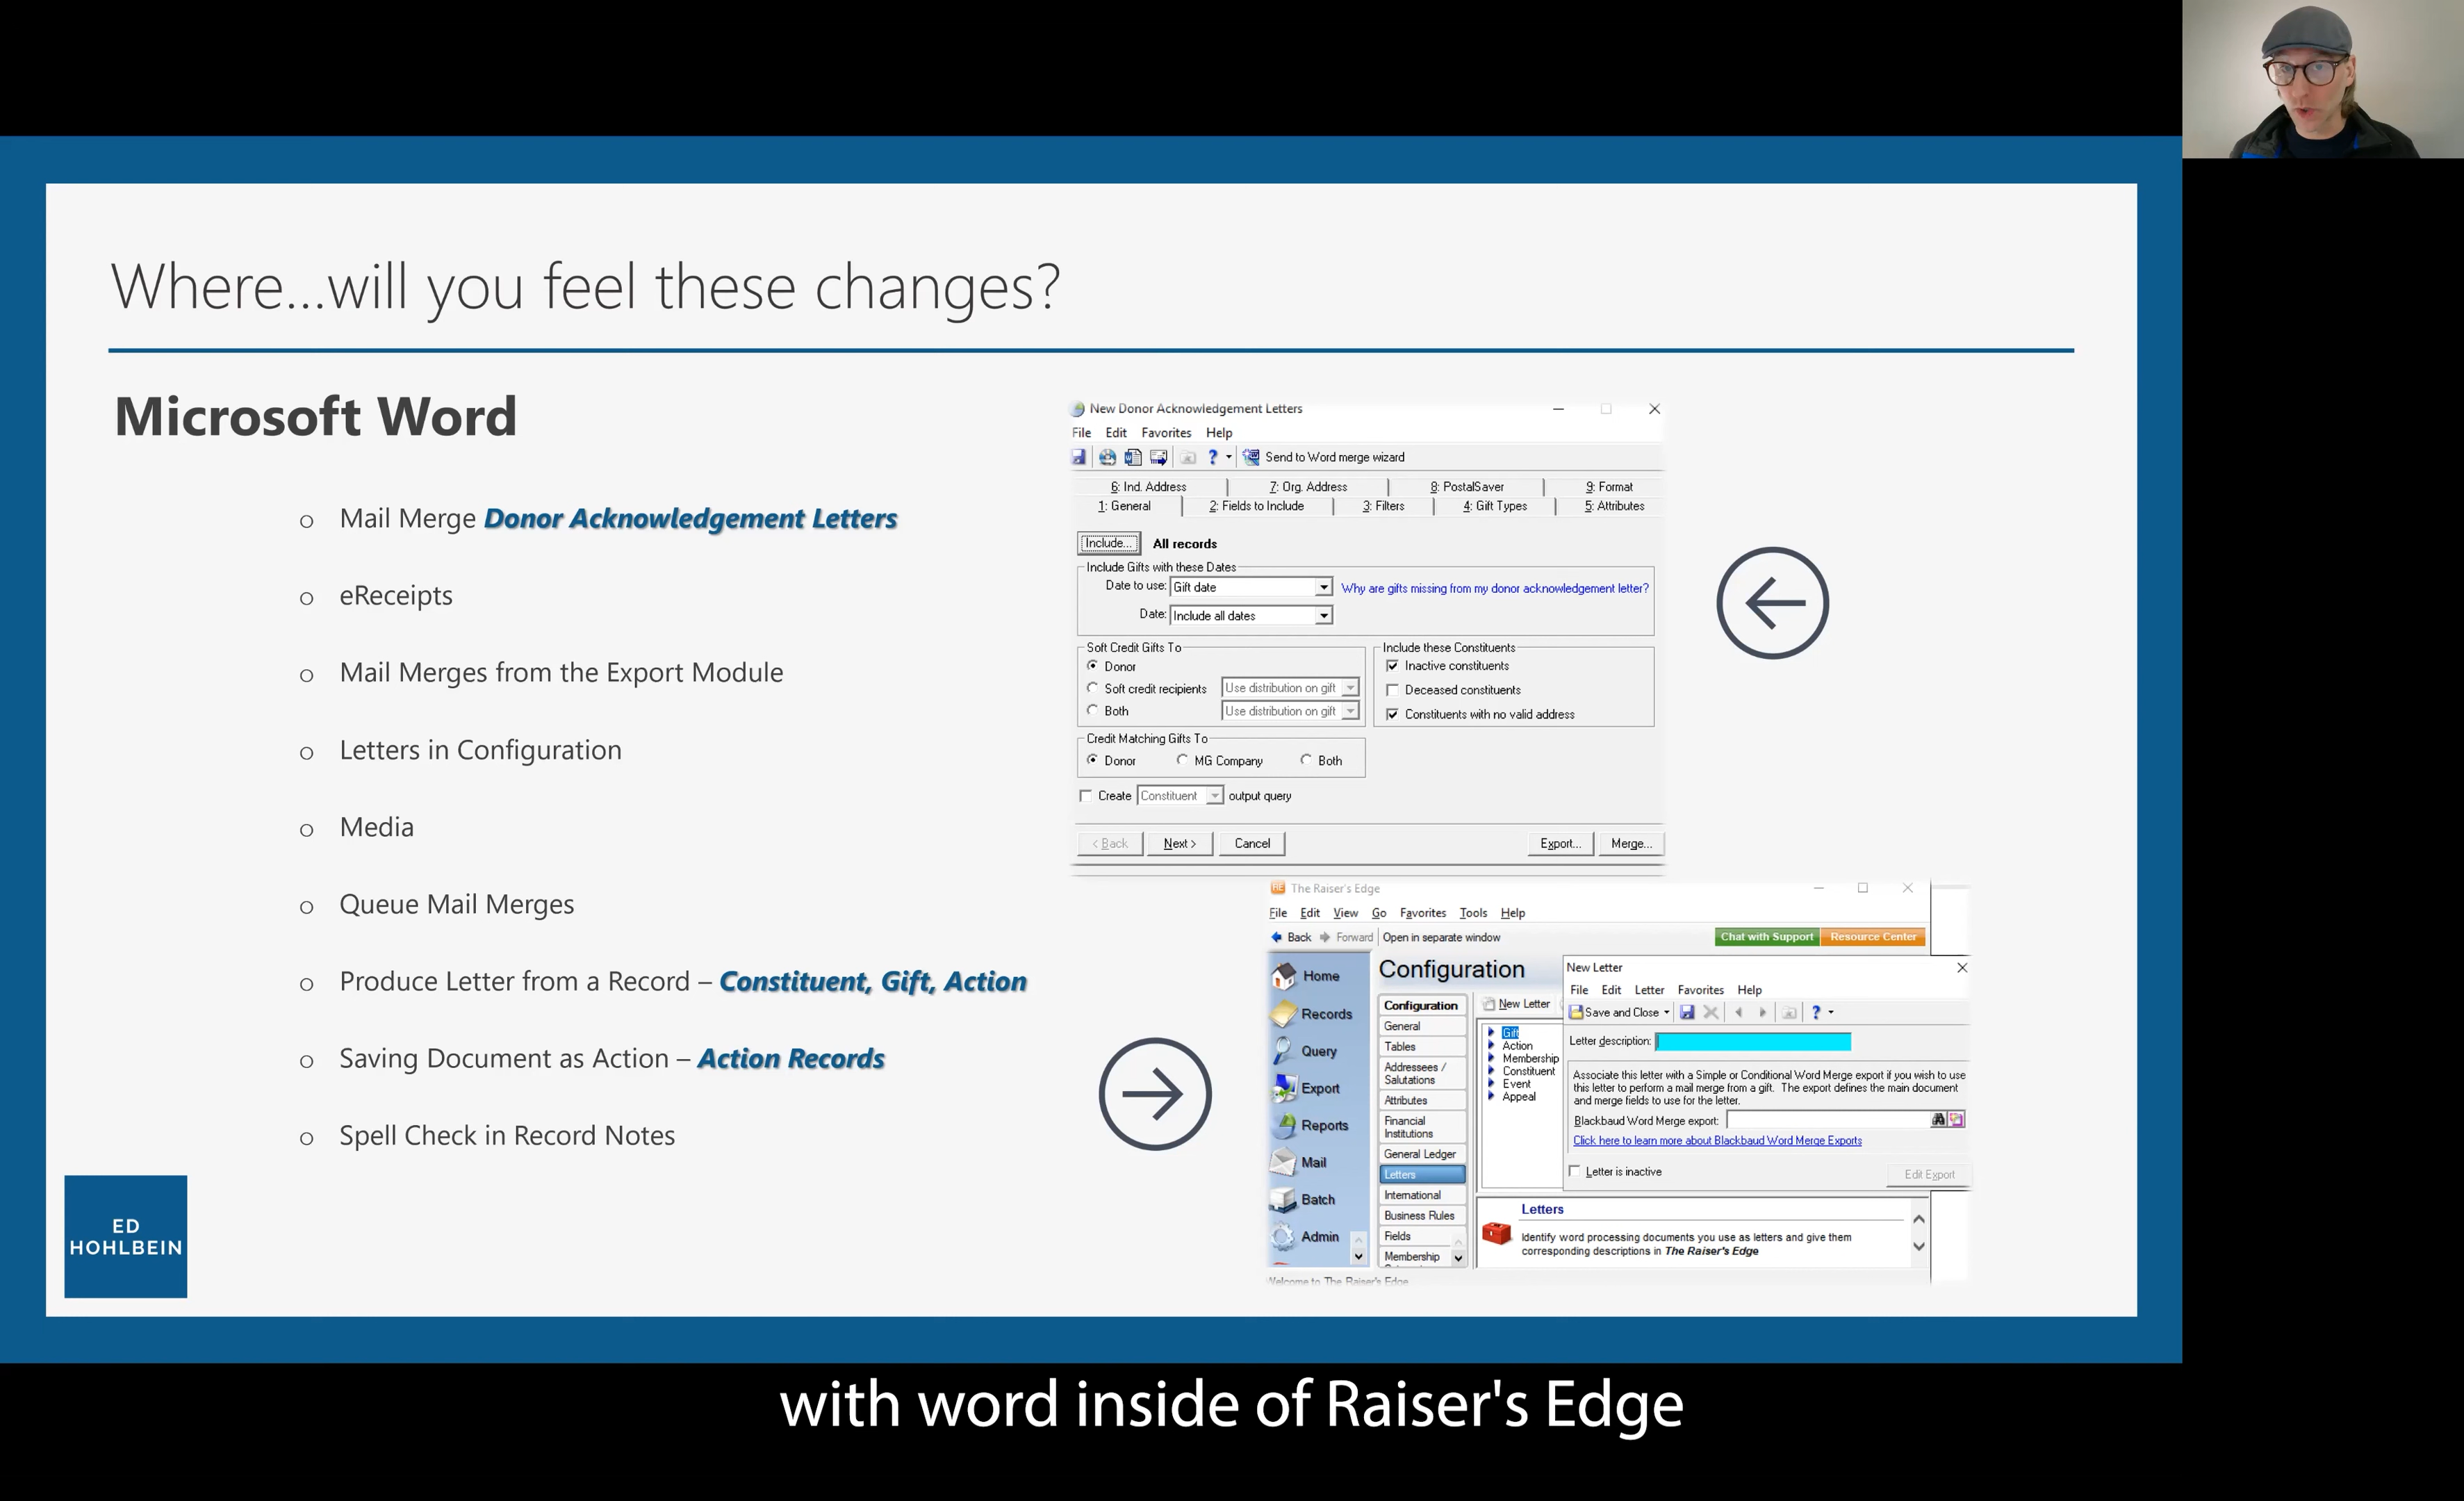 Where...will you feel these changes?
Microsoft Word
o Mail Merge Donor Acknowledgement Letters
o eReceipts
o Mail Merges from the Export Module
o Letters in Configuration
o Media
o Queue Mail Merges
o Produce Letter from a Record – Constituent, Gift, Action
o Saving Document as Action – Action Records
o Spell Check in Record Notes
ED
HOHLBEIN
New Donor Acknowledgement Letters
File Edit Favorites Help
? Send to Word merge wizard
6: Ind. Address 7: Org. Address 8: PostalSaver 9: Format
1: General 2: Fields to Include 3: Filters 4: Gift Types 5: Attributes
Include... All records
Include Gifts with these Dates
Date to use: Gift date Why are gifts missing from my donor acknowledgement letter?
Date: Include all dates
Soft Credit Gifts To
Donor
Soft credit recipients Use distribution on gift
Both Use distribution on gift
Include these Constituents
Inactive constituents
Deceased constituents
Constituents with no valid address
Credit Matching Gifts To
Donor MG Company Both
Create Constituent output query
< Back Next > Cancel Export... Merge...
RE The Raiser's Edge
File Edit View Go Favorites Tools Help
Back Forward Open in separate window Chat with Support Resource Center
Home
Records
Query
Export
Reports
Mail
Batch
Admin
Configuration
Configuration
General
Tables
Addressees /
Salutations
Attributes
Financial
Institutions
General Ledger
Letters
International
Business Rules
Fields
Membership
New Letter
Gift
Action
Membership
Constituent
Event
Appeal
New Letter
File Edit Letter Favorites Help
Save and Close ?
Letter description:
Associate this letter with a Simple or Conditional Word Merge export if you wish to use
this letter to perform a mail merge from a gift. The export defines the main document
and merge fields to use for the letter.
Blackbaud Word Merge export:
Click here to learn more about Blackbaud Word Merge Exports
Letter is inactive Edit Export
Letters
Identify word processing documents you use as letters and give them
corresponding descriptions in The Raiser's Edge
Welcome to The Raiser's Edge
with word inside of Raiser's Edge